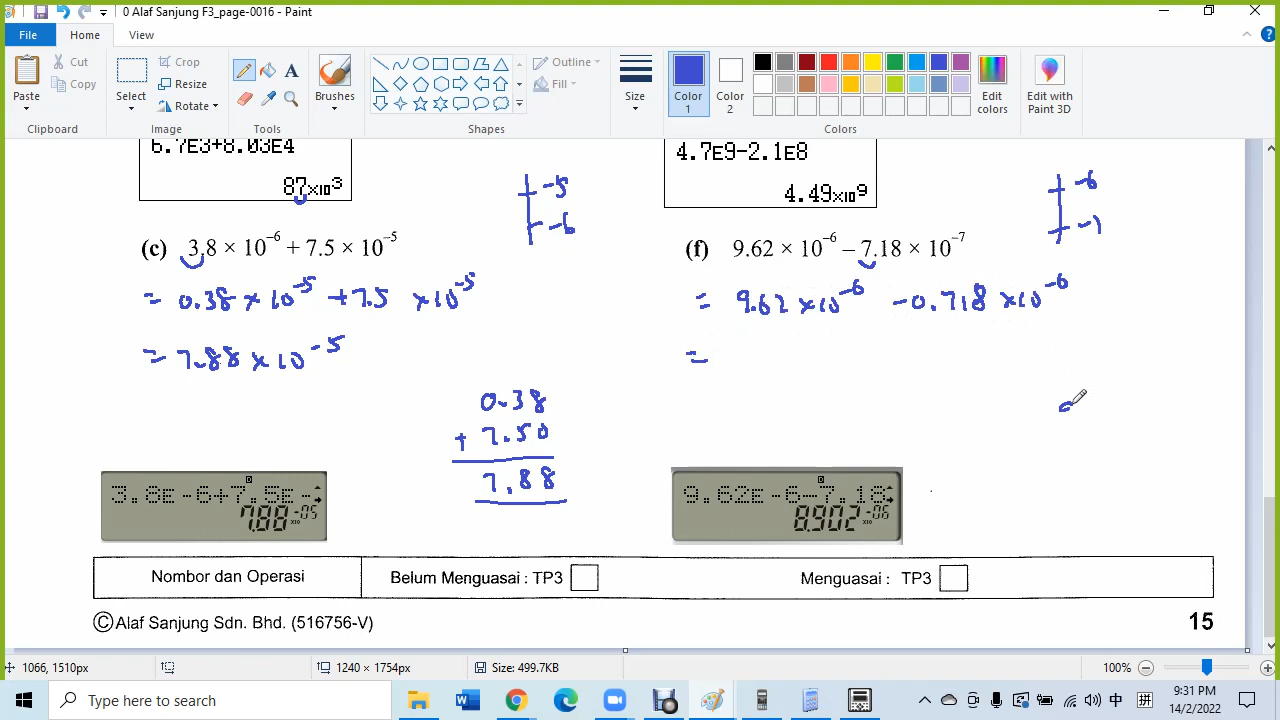 0 Alaf Sanjung F3_page-0016 - Paint
File Home View
Paste Cut Copy Clipboard
Select Crop Resize Rotate Image
Tools
Brushes
Shapes Outline Fill
Size
Color 1 Color 2 Edit colors Colors
Edit with Paint 3D
6.7E3+8.03E4
87×10³
4.7E9-2.1E8
4.49×10⁹
-5
-6
-6
-7
(c) 3.8 × 10⁻⁶ + 7.5 × 10⁻⁵
= 0.38 × 10⁻⁵ + 7.5 × 10⁻⁵
= 7.88 × 10⁻⁵
0.38
+ 7.50
7.88
(f) 9.62 × 10⁻⁶ – 7.18 × 10⁻⁷
= 9.62 × 10⁻⁶ - 0.718 × 10⁻⁶
=
3.8E-6+7.5E-
7.88×10-05
9.62E-6-7.18
8.902×10-06
Nombor dan Operasi Belum Menguasai : TP3 Menguasai : TP3
©Alaf Sanjung Sdn. Bhd. (516756-V) 15
1066, 1510px 1240 × 1754px Size: 499.7KB 100%
Type here to search
中 拼 9:31 PM
14/2/2022